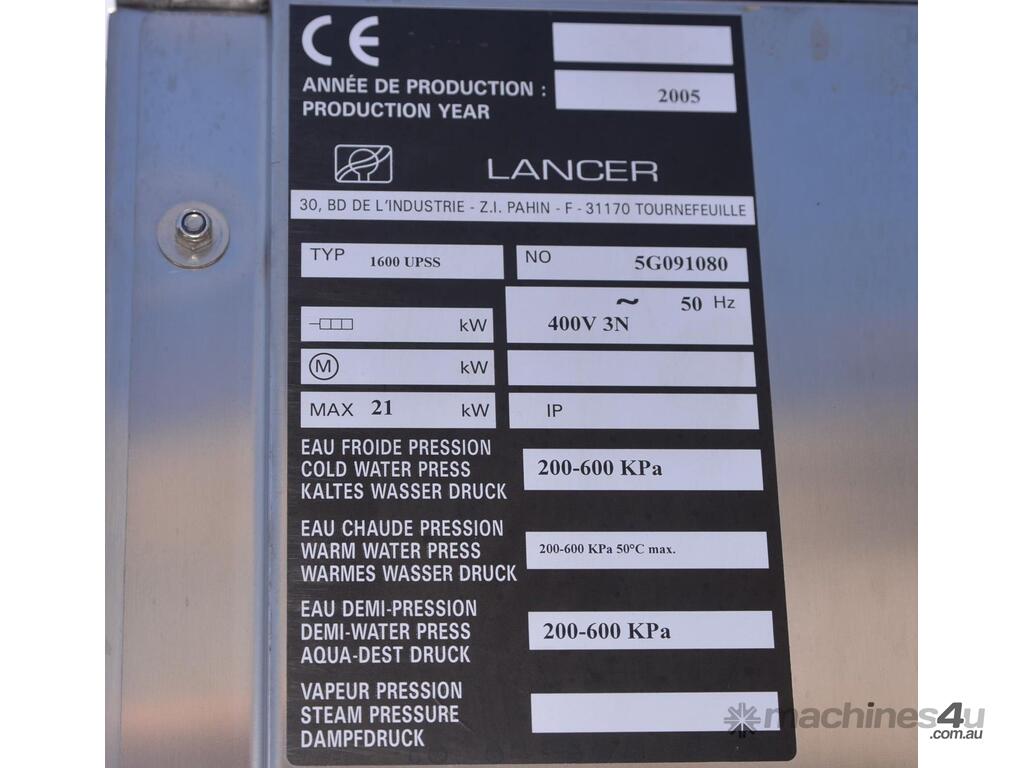 CE
ANNÉE DE PRODUCTION : 2005
PRODUCTION YEAR
LANCER
30, BD DE L'INDUSTRIE - Z.I. PAHIN - F - 31170 TOURNEFEUILLE
TYP 1600 UPSS NO 5G091080
kW 400V 3N ~ 50 Hz
M kW
MAX 21 kW IP
EAU FROIDE PRESSION
COLD WATER PRESS 200-600 KPa
KALTES WASSER DRUCK
EAU CHAUDE PRESSION
WARM WATER PRESS 200-600 KPa 50°C max.
WARMES WASSER DRUCK
EAU DEMI-PRESSION
DEMI-WATER PRESS 200-600 KPa
AQUA-DEST DRUCK
VAPEUR PRESSION
STEAM PRESSURE
DAMPFDRUCK
machines4u
.com.au